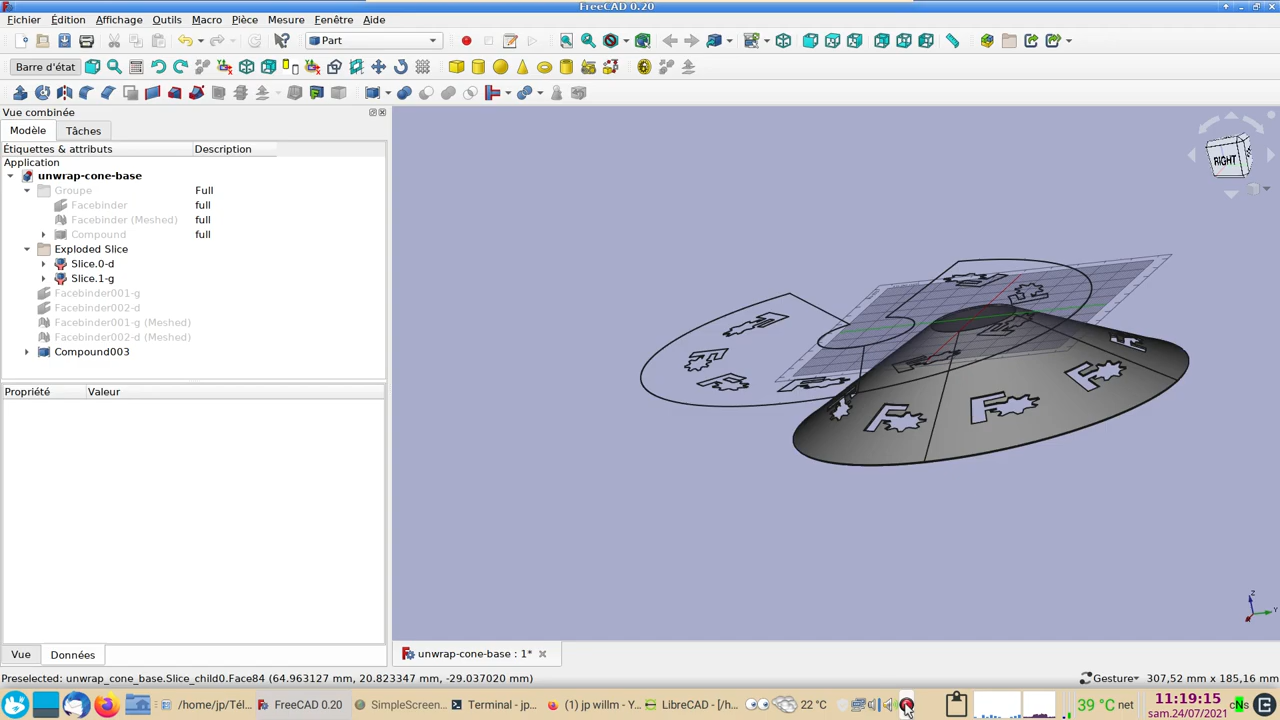 FreeCAD 0.20
Fichier Édition Affichage Outils Macro Pièce Mesure Fenêtre Aide
Part
Barre d'état
Vue combinée
Modèle Tâches
Étiquettes & attributs Description
Application
unwrap-cone-base
Groupe Full
Facebinder full
Facebinder (Meshed) full
Compound full
Exploded Slice
Slice.0-d
Slice.1-g
Facebinder001-g
Facebinder002-d
Facebinder001-g (Meshed)
Facebinder002-d (Meshed)
Compound003
Propriété Valeur
RIGHT
Z
Y
Vue Données
unwrap-cone-base : 1*
Preselected: unwrap_cone_base.Slice_child0.Face84 (64.963127 mm, 20.823347 mm, -29.037020 mm)
Gesture 307,52 mm x 185,16 mm
/home/jp/Tél... FreeCAD 0.20 SimpleScreen... Terminal - jp... (1) jp willm - Y... LibreCAD - [/h... 22 °C
39 °C net
11:19:15
sam.24/07/2021
cNs